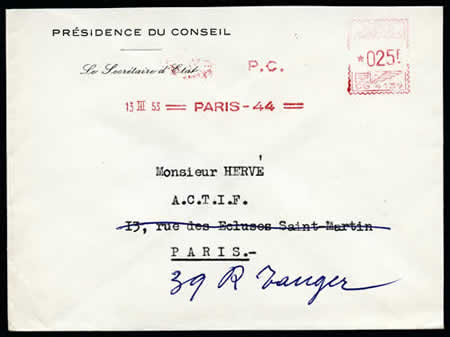 PRÉSIDENCE DU CONSEIL
Le Secrétaire d'Etat
P.C.
*025F
13 III 53 == PARIS-44 ==
Monsieur HERVÉ
A.C.T.I.F.
13, rue des Ecluses Saint-Martin
PARIS.-
39 R Tanger